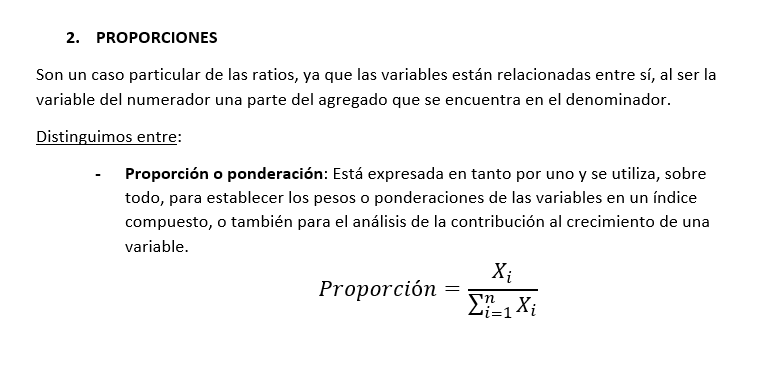 2. PROPORCIONES
Son un caso particular de las ratios, ya que las variables están relacionadas entre sí, al ser la
variable del numerador una parte del agregado que se encuentra en el denominador.
Distinguimos entre:
- Proporción o ponderación: Está expresada en tanto por uno y se utiliza, sobre
todo, para establecer los pesos o ponderaciones de las variables en un índice
compuesto, o también para el análisis de la contribución al crecimiento de una
variable.
Proporción = X_i / ∑_{i=1}^{n} X_i